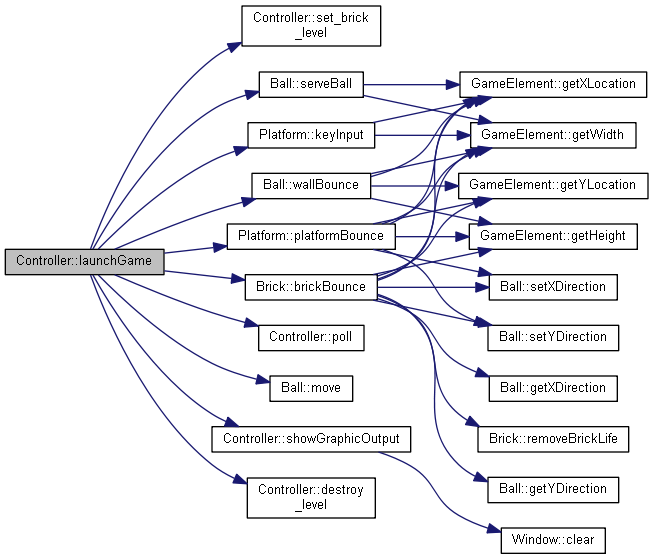 Controller::set_brick
_level
Ball::serveBall
GameElement::getXLocation
Platform::keyInput
GameElement::getWidth
Ball::wallBounce
GameElement::getYLocation
Platform::platformBounce
GameElement::getHeight
Controller::launchGame
Brick::brickBounce
Ball::setXDirection
Controller::poll
Ball::setYDirection
Ball::move
Ball::getXDirection
Controller::showGraphicOutput
Brick::removeBrickLife
Controller::destroy
_level
Ball::getYDirection
Window::clear